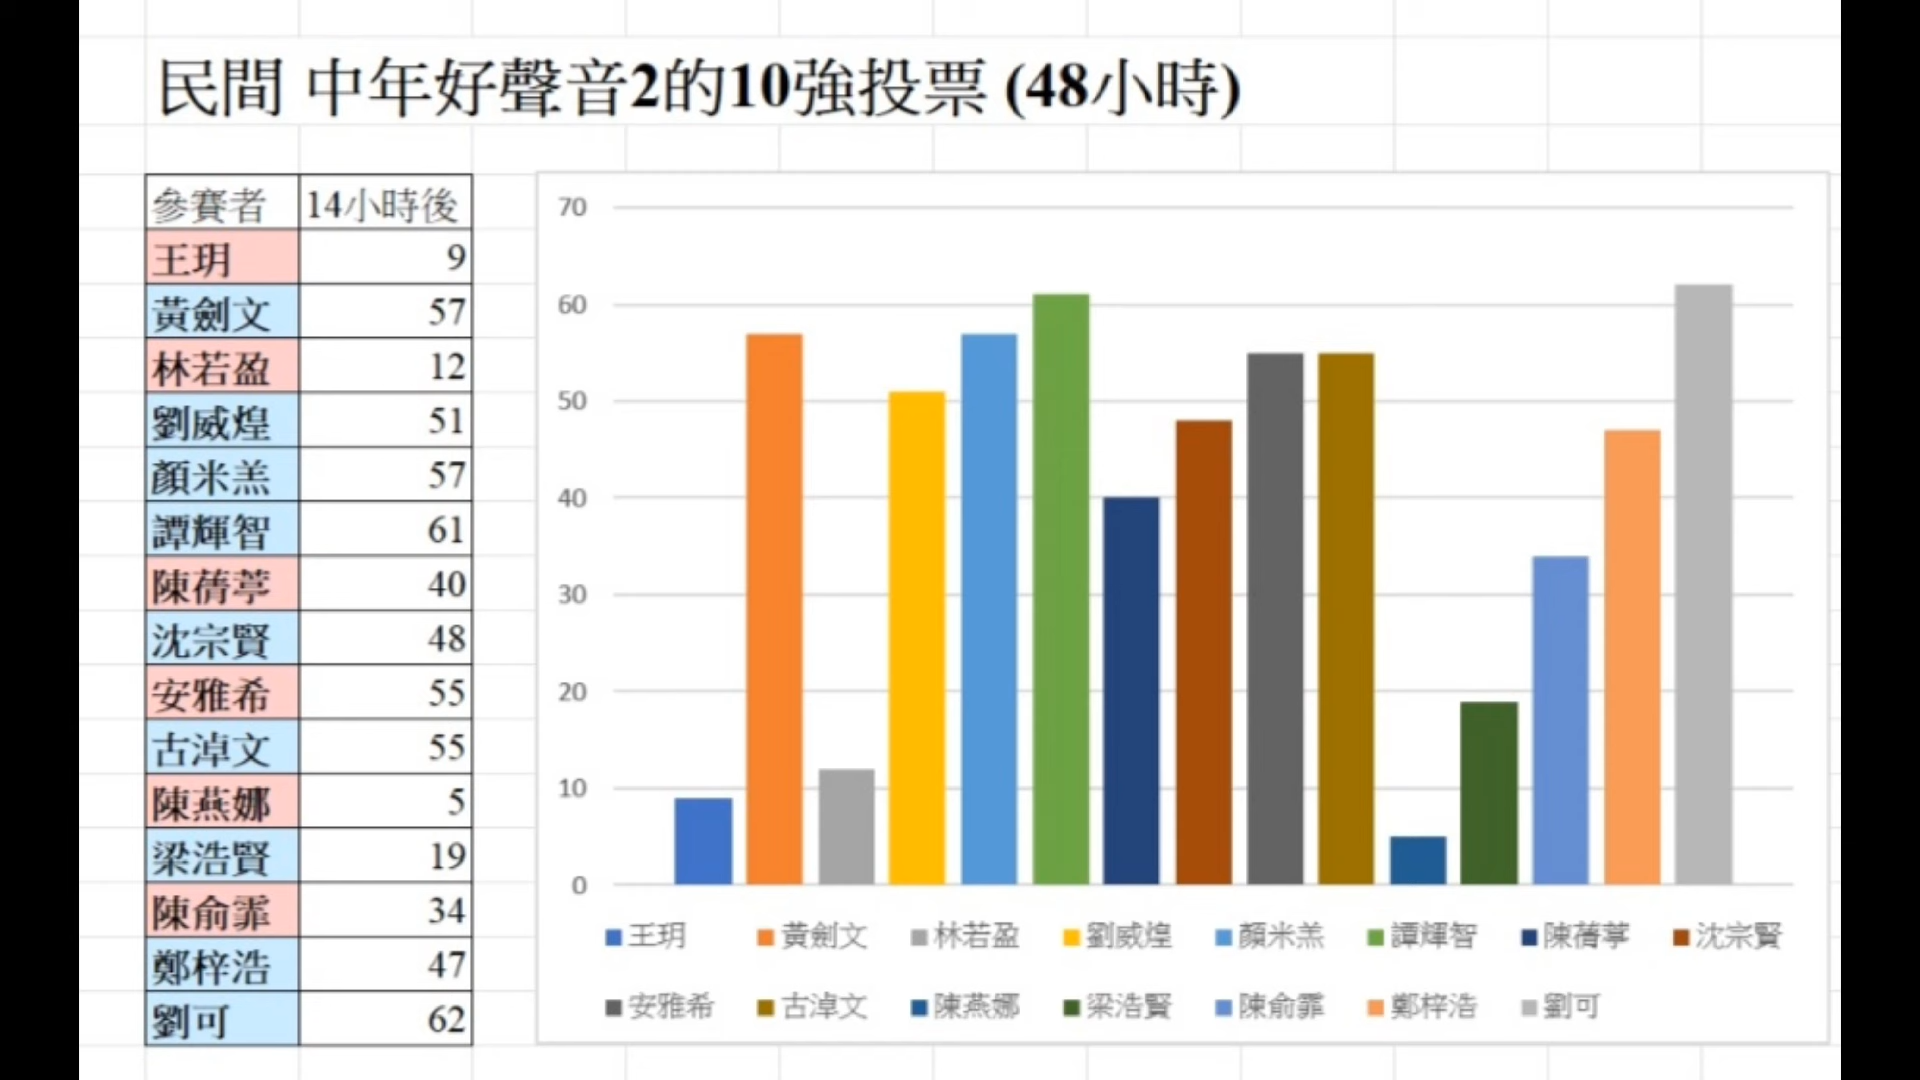 民間 中年好聲音2的10強投票 (48小時)
參賽者 14小時後
王玥 9
黃劍文 57
林若盈 12
劉威煌 51
顏米羔 57
譚輝智 61
陳蒨葶 40
沈宗賢 48
安雅希 55
古淖文 55
陳燕娜 5
梁浩賢 19
陳俞霏 34
鄭梓浩 47
劉可 62
70
60
50
40
30
20
10
0
王玥 黃劍文 林若盈 劉威煌 顏米羔 譚輝智 陳蒨葶 沈宗賢
安雅希 古淖文 陳燕娜 梁浩賢 陳俞霏 鄭梓浩 劉可